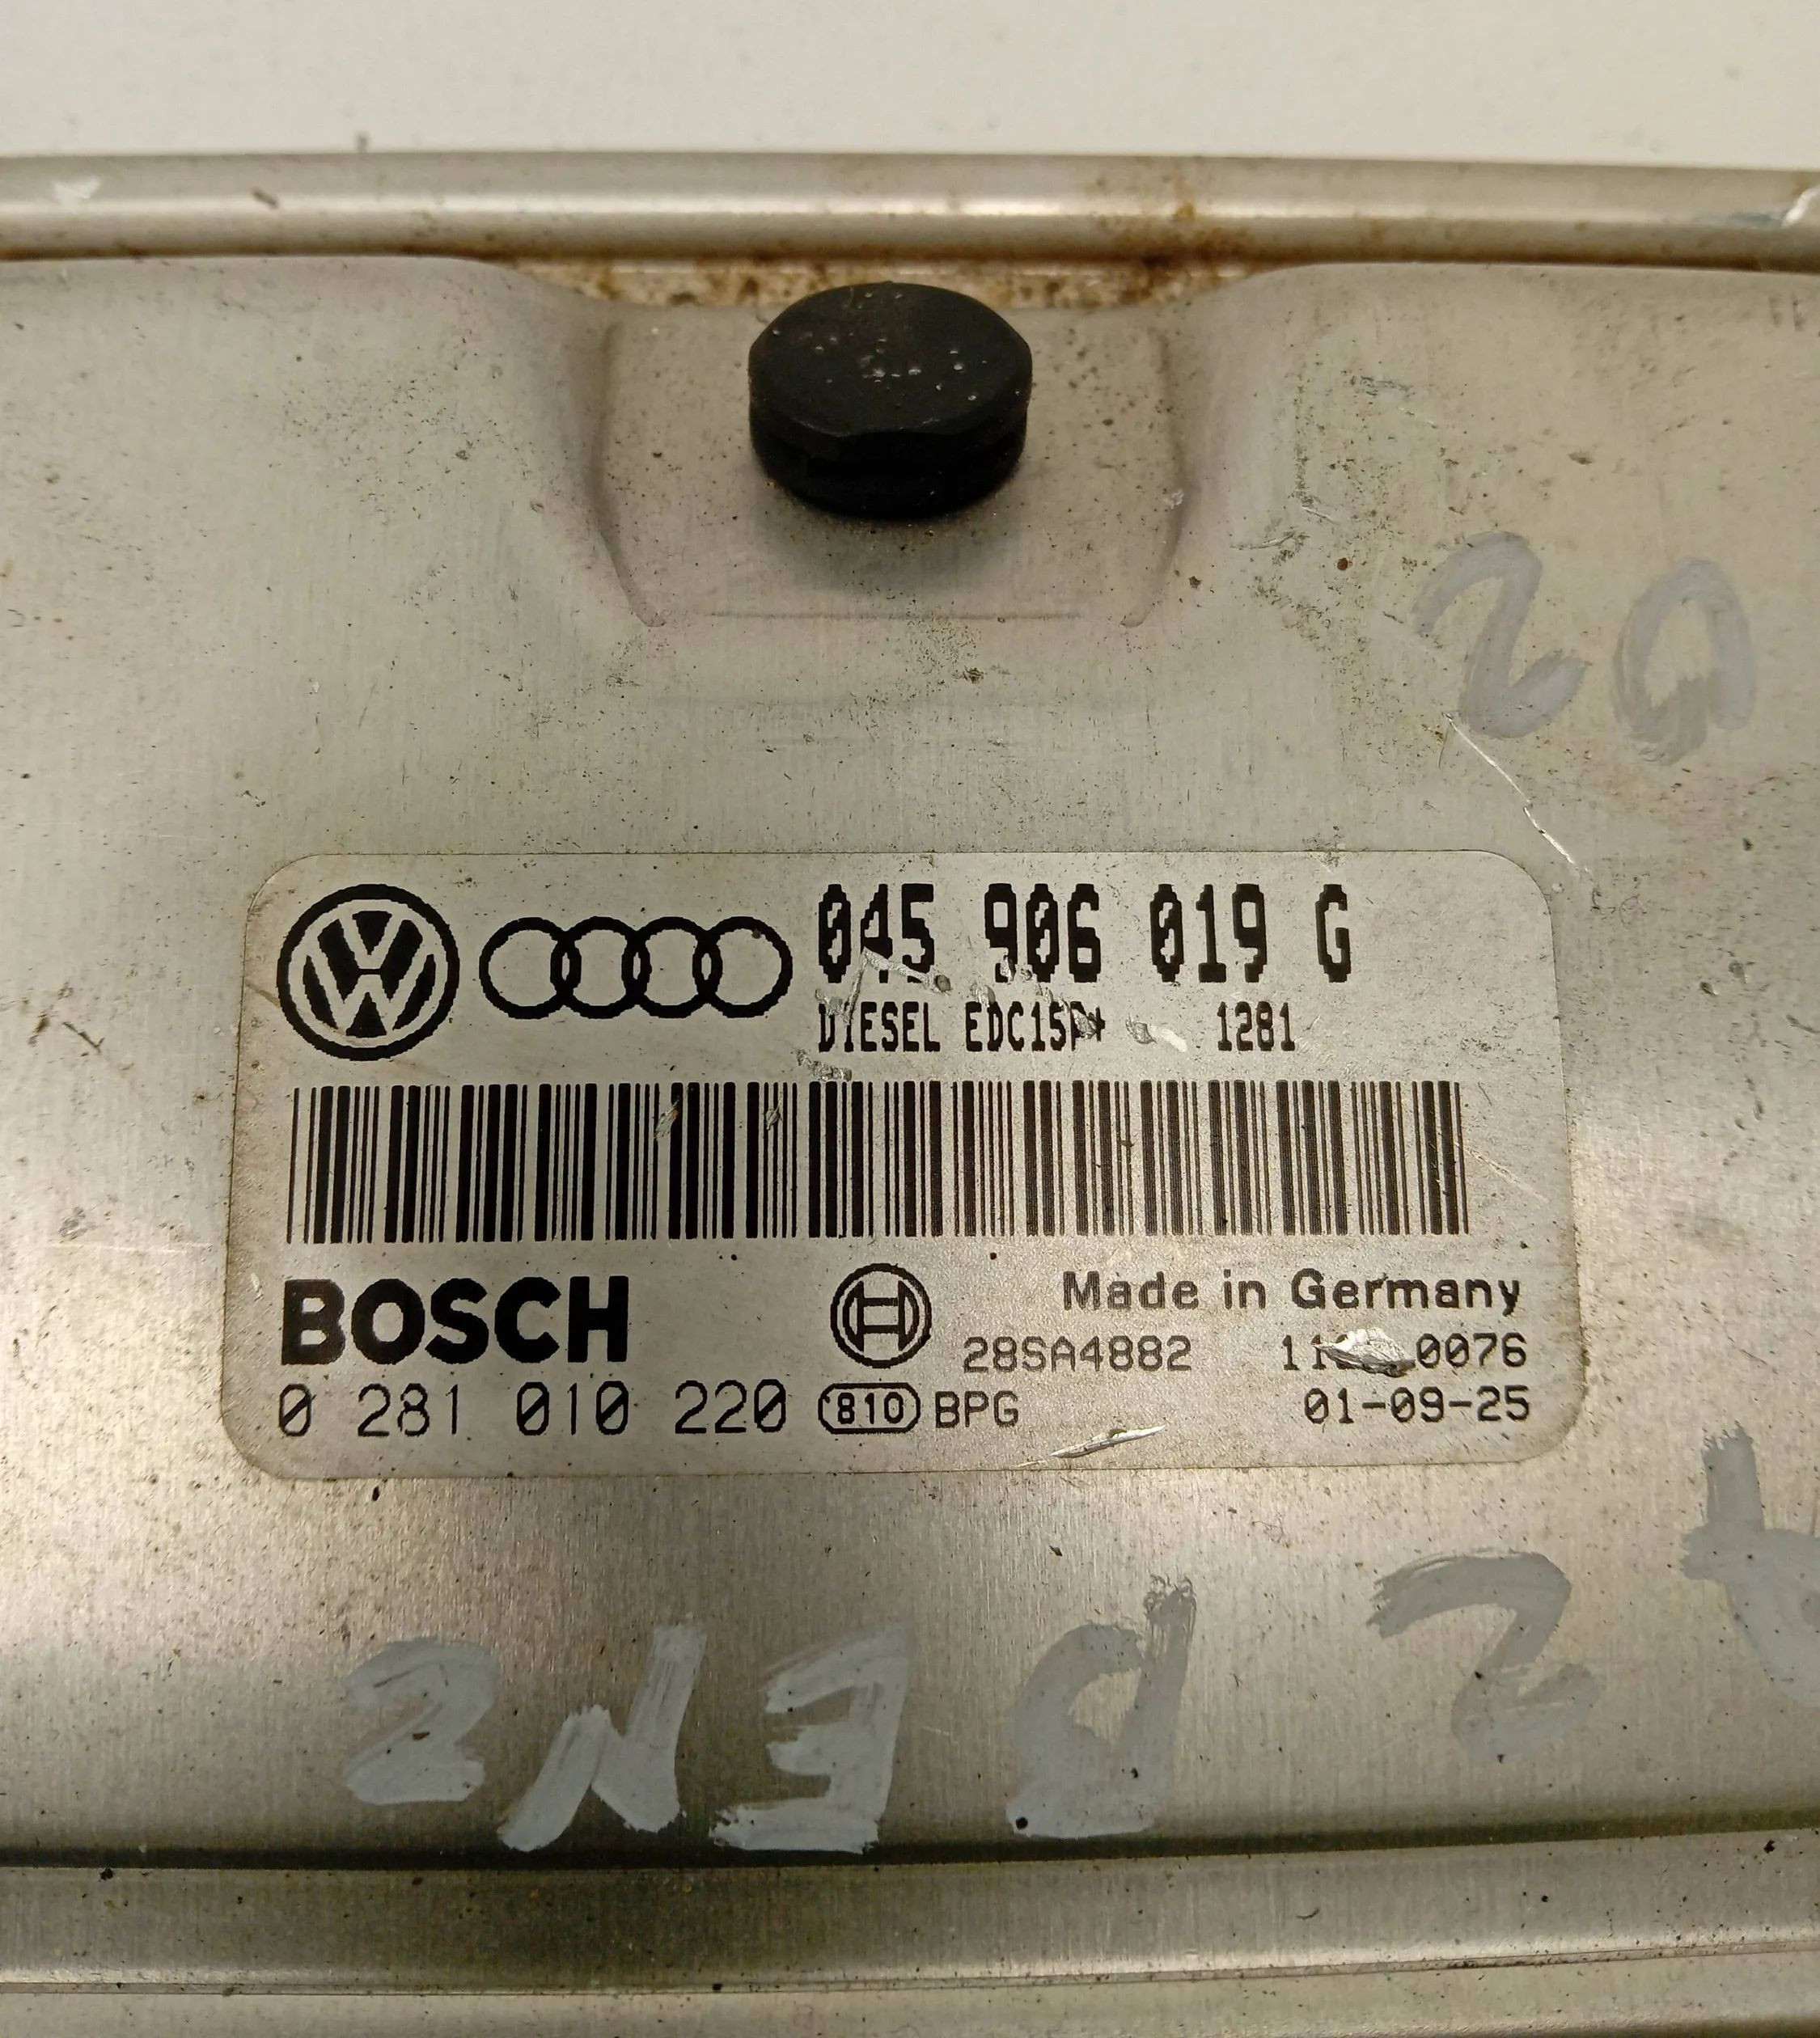 20
045 906 019 G
DIESEL EDC15P+ 1281
BOSCH
Made in Germany
28SA4882 0076
0 281 010 220 810 BPG 01-09-25